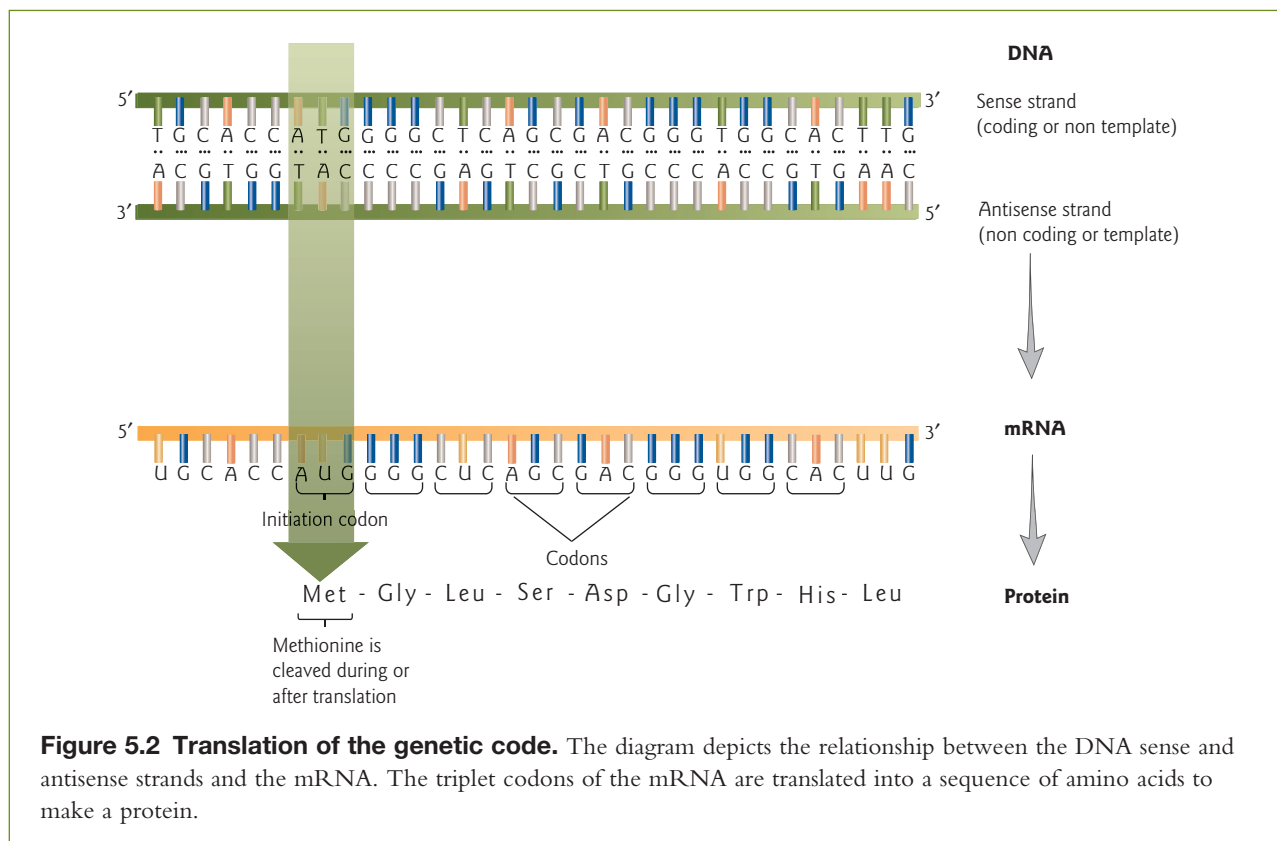 DNA
5′ 3′ Sense strand
(coding or non template)
T G C A C C A T G G G G C T C A G C G A C G G G T G G C A C T T G
A C G T G G T A C C C C G A G T C G C T G C C C A C C G T G A A C
3′ 5′ Antisense strand
(non coding or template)
5′ 3′ mRNA
U G C A C C A U G G G G C U C A G C G A C G G G U G G C A C U U G
Initiation codon
Codons
Met - Gly - Leu - Ser - Asp - Gly - Trp - His - Leu Protein
Methionine is
cleaved during or
after translation
Figure 5.2 Translation of the genetic code. The diagram depicts the relationship between the DNA sense and
antisense strands and the mRNA. The triplet codons of the mRNA are translated into a sequence of amino acids to
make a protein.